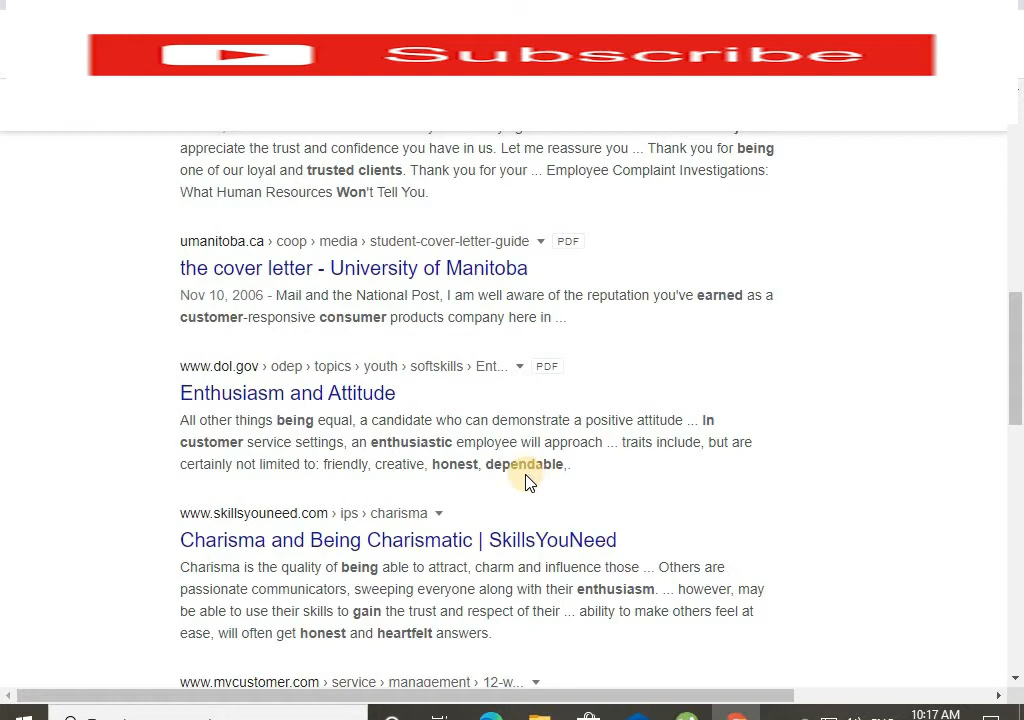 Subscribe
appreciate the trust and confidence you have in us. Let me reassure you ... Thank you for being
one of our loyal and trusted clients. Thank you for your ... Employee Complaint Investigations:
What Human Resources Won't Tell You.
umanitoba.ca › coop › media › student-cover-letter-guide PDF
the cover letter - University of Manitoba
Nov 10, 2006 - Mail and the National Post, I am well aware of the reputation you've earned as a
customer-responsive consumer products company here in ...
www.dol.gov › odep › topics › youth › softskills › Ent... PDF
Enthusiasm and Attitude
All other things being equal, a candidate who can demonstrate a positive attitude ... In
customer service settings, an enthusiastic employee will approach ... traits include, but are
certainly not limited to: friendly, creative, honest, dependable,.
www.skillsyouneed.com › ips › charisma
Charisma and Being Charismatic | SkillsYouNeed
Charisma is the quality of being able to attract, charm and influence those ... Others are
passionate communicators, sweeping everyone along with their enthusiasm. ... however, may
be able to use their skills to gain the trust and respect of their ... ability to make others feel at
ease, will often get honest and heartfelt answers.
www.mycustomer.com › service › management › 12-w...
10:17 AM